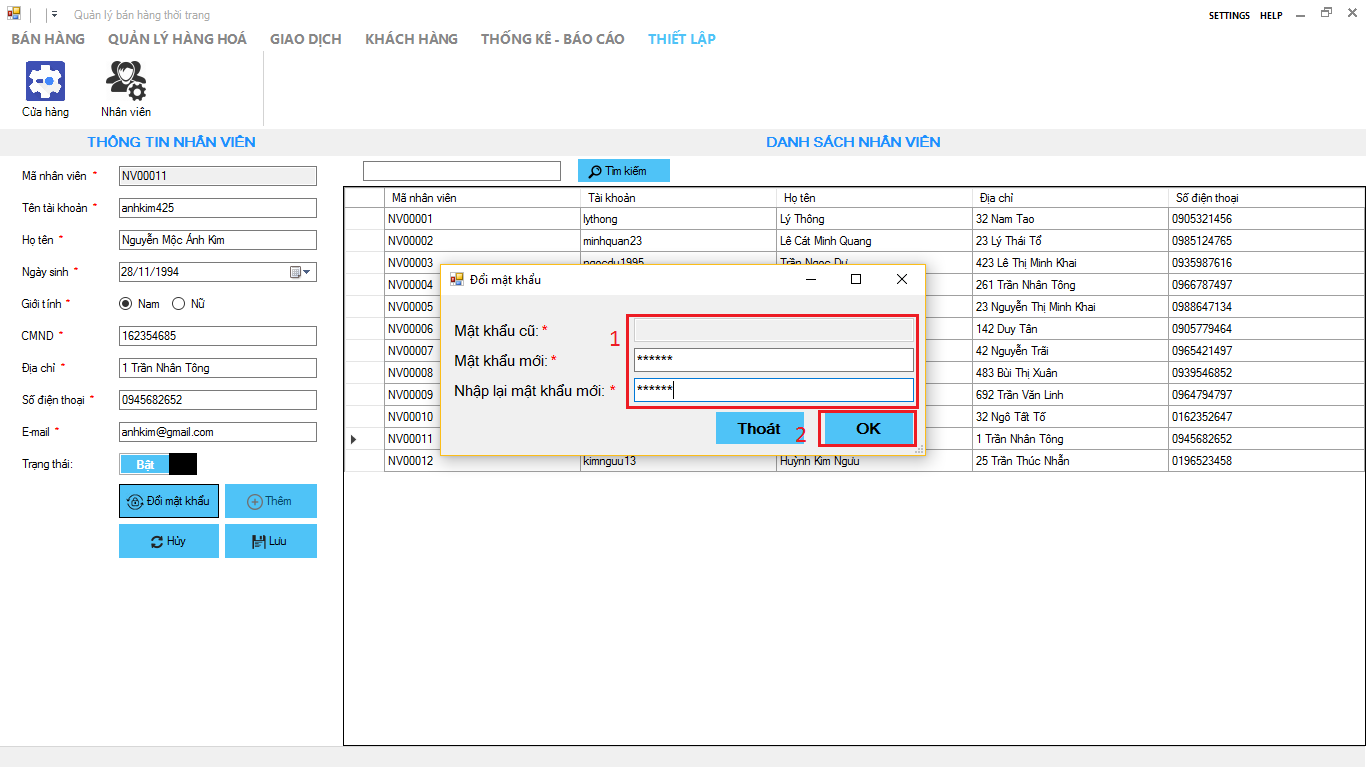 Quản lý bán hàng thời trang
SETTINGS HELP
BÁN HÀNG QUẢN LÝ HÀNG HOÁ GIAO DỊCH KHÁCH HÀNG THỐNG KÊ - BÁO CÁO THIẾT LẬP
Cửa hàng Nhân viên
THÔNG TIN NHÂN VIÊN
DANH SÁCH NHÂN VIÊN
Mã nhân viên * NV00011
Tên tài khoản * anhkim425
Họ tên * Nguyễn Mộc Ánh Kim
Ngày sinh * 28/11/1994
Giới tính * Nam Nữ
CMND * 162354685
Địa chỉ * 1 Trần Nhân Tông
Số điện thoại * 0945682652
E-mail * anhkim@gmail.com
Trạng thái: Bật
Đổi mật khẩu Thêm
Hủy Lưu
Tìm kiếm
Mã nhân viên Tài khoản Họ tên Địa chỉ Số điện thoại
NV00001 lythong Lý Thông 32 Nam Tao 0905321456
NV00002 minhquan23 Lê Cát Minh Quang 23 Lý Thái Tổ 0985124765
NV00003 ngocdu1995 Trần Ngọc Dự 423 Lê Thị Minh Khai 0935987616
NV00004 261 Trần Nhân Tông 0966787497
NV00005 23 Nguyễn Thị Minh Khai 0988647134
NV00006 142 Duy Tân 0905779464
NV00007 42 Nguyễn Trãi 0965421497
NV00008 483 Bùi Thị Xuân 0939546852
NV00009 692 Trần Văn Linh 0964794797
NV00010 32 Ngô Tất Tố 0162352647
NV00011 1 Trần Nhân Tông 0945682652
NV00012 kimnguu13 Huỳnh Kim Ngưu 25 Trần Thúc Nhẫn 0196523458
Đổi mật khẩu
Mật khẩu cũ: *
1
Mật khẩu mới: * ******
Nhập lại mật khẩu mới: * ******
Thoát 2 OK